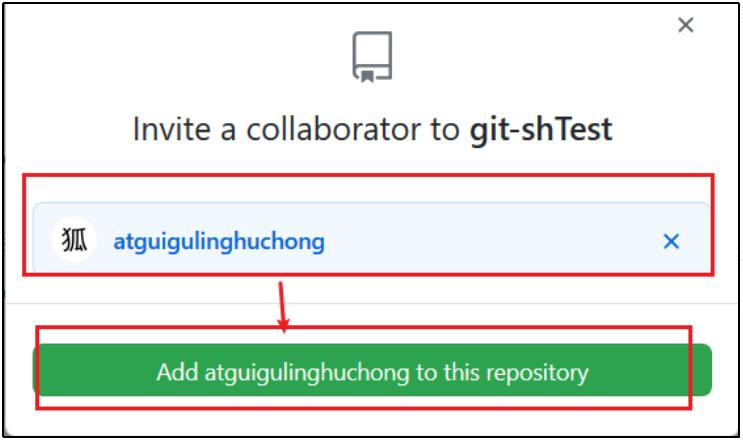 Invite a collaborator to git-shTest
狐 atguigulinghuchong
Add atguigulinghuchong to this repository